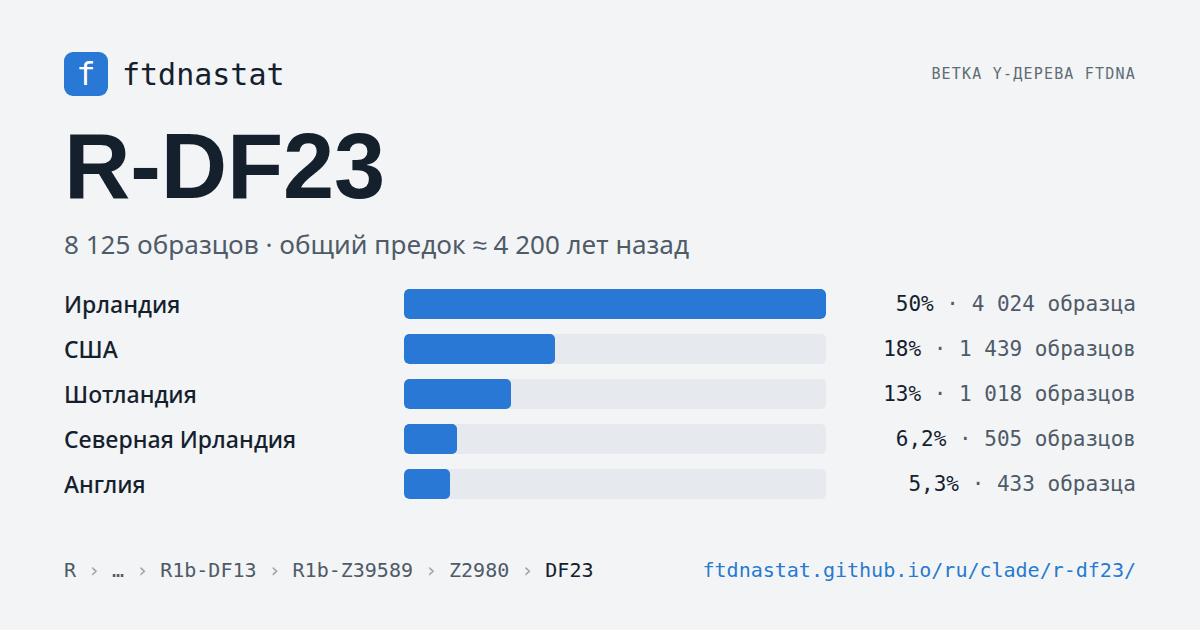 f ftdnastat
ВЕТКА Y-ДЕРЕВА FTDNA
R-DF23
8 125 образцов · общий предок ≈ 4 200 лет назад
Ирландия 50% · 4 024 образца
США 18% · 1 439 образцов
Шотландия 13% · 1 018 образцов
Северная Ирландия 6,2% · 505 образцов
Англия 5,3% · 433 образца
R › … › R1b-DF13 › R1b-Z39589 › Z2980 › DF23
ftdnastat.github.io/ru/clade/r-df23/